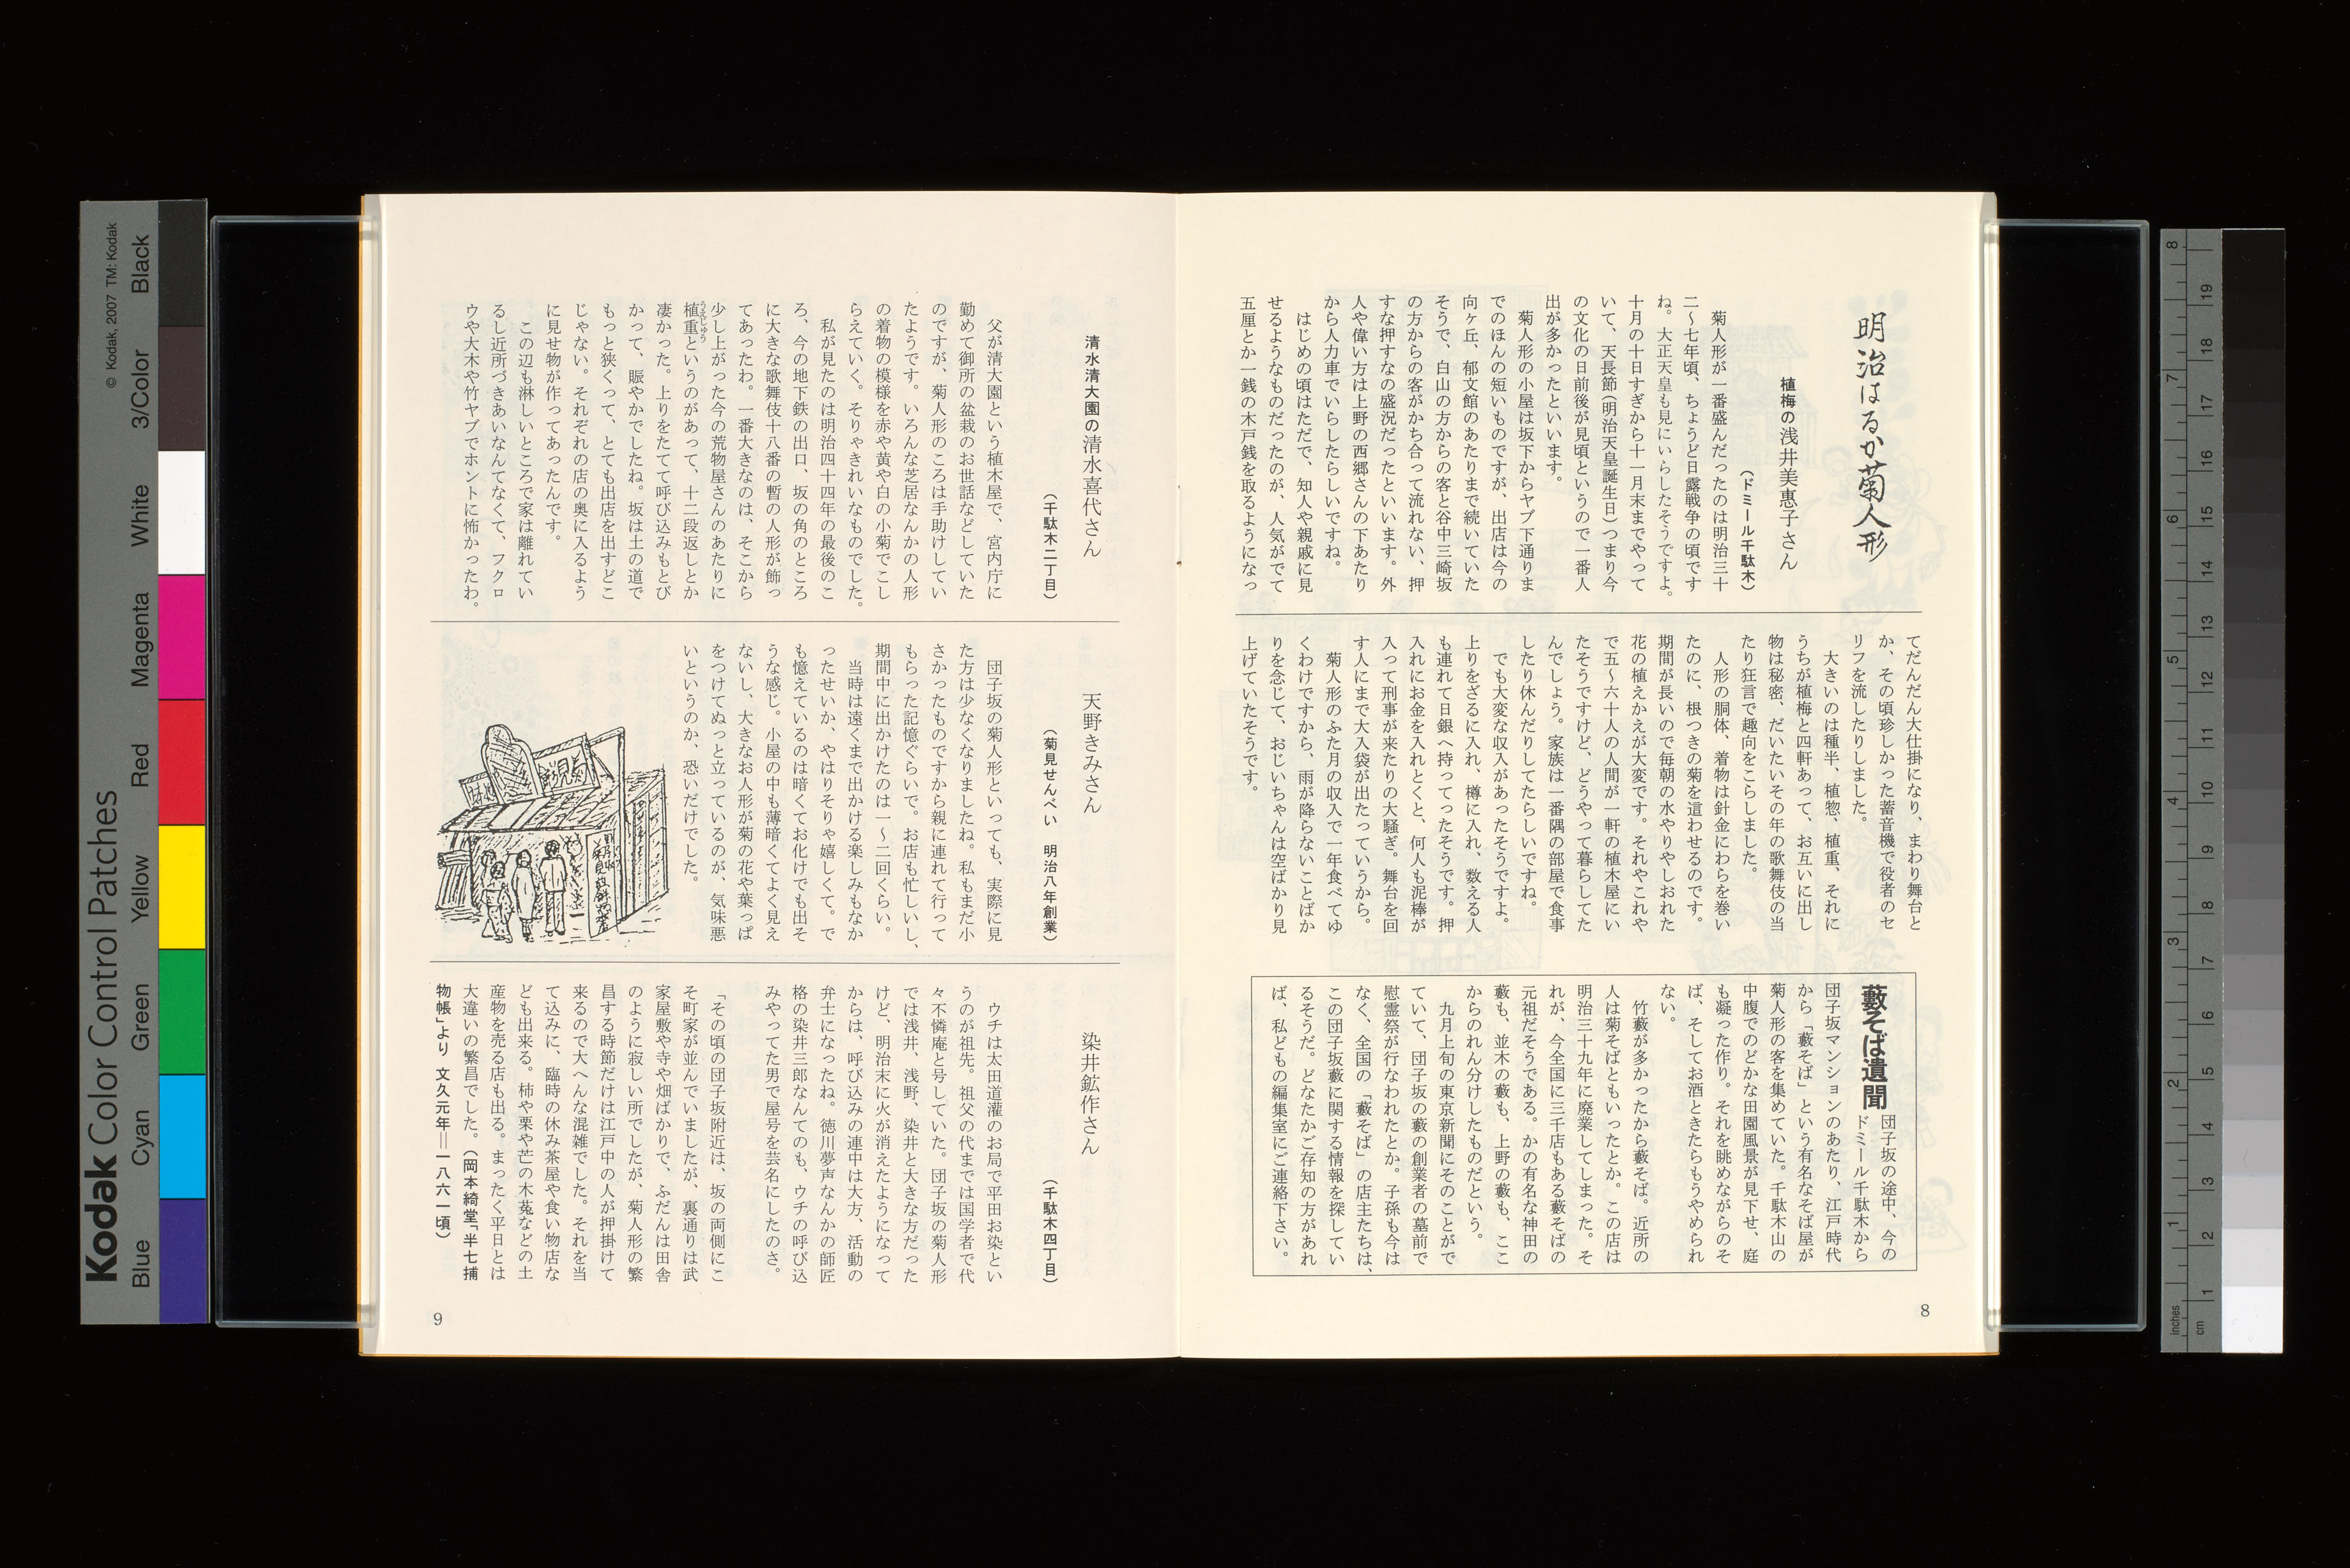 明治はるか菊人形
植梅の浅井美恵子さん
（ドミール千駄木）
菊人形が一番盛んだったのは明治三十
二〜七年頃、ちょうど日露戦争の頃です
ね。大正天皇も見にいらしたそうですよ。
十月の十日すぎから十一月末までやって
いて、天長節（明治天皇誕生日）つまり今
の文化の日前後が見頃というので一番人
出が多かったといいます。
菊人形の小屋は坂下からヤブ下通りま
でのほんの短いものですが、出店は今の
向ヶ丘、郁文館のあたりまで続いていた
そうで、白山の方からの客と谷中三崎坂
の方からの客がかち合って流れない、押
すな押すなの盛況だったといいます。外
人や偉い方は上野の西郷さんの下あたり
から人力車でいらしたらしいですね。
はじめの頃はただで、知人や親戚に見
せるようなものだったのが、人気がでて
五厘とか一銭の木戸銭を取るようになっ
てだんだん大仕掛になり、まわり舞台と
か、その頃珍しかった蓄音機で役者のセ
リフを流したりしました。
大きいのは種半、植惣、植重、それに
うちが植梅と四軒あって、お互いに出し
物は秘密、だいたいその年の歌舞伎の当
たり狂言で趣向をこらしました。
人形の胴体、着物は針金にわらを巻い
たのに、根つきの菊を這わせるのです。
期間が長いので毎朝の水やりやしおれた
花の植えかえが大変です。それやこれや
で五〜六十人の人間が一軒の植木屋にい
たそうですけど、どうやって暮らしてた
んでしょう。家族は一番隅の部屋で食事
したり休んだりしてたらしいですね。
でも大変な収入があったそうですよ。
上りをざるに入れ、樽に入れ、数える人
も連れて日銀へ持ってったそうです。押
入れにお金を入れとくと、何人も泥棒が
入って刑事が来たりの大騒ぎ。舞台を回
す人にまで大入袋が出たっていうから。
菊人形のふた月の収入で一年食べてゆ
くわけですから、雨が降らないことばか
りを念じて、おじいちゃんは空ばかり見
上げていたそうです。
藪そば遺聞
団子坂の途中、今の
ドミール千駄木から
団子坂マンションのあたり、江戸時代
から「藪そば」という有名なそば屋が
菊人形の客を集めていた。千駄木山の
中腹でのどかな田園風景が見下せ、庭
も凝った作り。それを眺めながらのそ
ば、そしてお酒ときたらもうやめられ
ない。
竹藪が多かったから藪そば。近所の
人は菊そばともいったとか。この店は
明治三十九年に廃業してしまった。そ
れが、今全国に三千店もある藪そばの
元祖だそうである。かの有名な神田の
藪も、並木の藪も、上野の藪も、ここ
からのれん分けしたものだという。
九月上旬の東京新聞にそのことがで
ていて、団子坂の藪の創業者の墓前で
慰霊祭が行なわれたとか。子孫も今は
なく、全国の「藪そば」の店主たちは、
この団子坂藪に関する情報を探してい
るそうだ。どなたかご存知の方があれ
ば、私どもの編集室にご連絡下さい。
8
清水清大園の清水喜代さん
（千駄木二丁目）
父が清大園という植木屋で、宮内庁に
勤めて御所の盆栽のお世話などしていた
のですが、菊人形のころは手助けしてい
たようです。いろんな芝居なんかの人形
の着物の模様を赤や黄や白の小菊でこし
らえていく。そりゃきれいなものでした。
私が見たのは明治四十四年の最後のこ
ろ、今の地下鉄の出口、坂の角のところ
に大きな歌舞伎十八番の暫の人形が飾っ
てあったわ。一番大きなのは、そこから
少し上がった今の荒物屋さんのあたりに
植重というのがあって、十二段返しとか
うえじゅう
凄かった。上りをたてて呼び込みもとび
かって、賑やかでしたね。坂は土の道で
もっと狭くって、とても出店を出すどこ
じゃない。それぞれの店の奥に入るよう
に見せ物が作ってあったんです。
この辺も淋しいところで家は離れてい
るし近所づきあいなんてなくて、フクロ
ウや大木や竹ヤブでホントに怖かったわ。
天野きみさん
（菊見せんべい　明治八年創業）
団子坂の菊人形といっても、実際に見
た方は少なくなりましたね。私もまだ小
さかったものですから親に連れて行って
もらった記憶ぐらいで。お店も忙しいし、
期間中に出かけたのは一〜二回くらい。
当時は遠くまで出かける楽しみもなか
ったせいか、やはりそりゃ嬉しくて。で
も憶えているのは暗くてお化けでも出そ
うな感じ。小屋の中も薄暗くてよく見え
ないし、大きなお人形が菊の花や葉っぱ
をつけてぬっと立っているのが、気味悪
いというのか、恐いだけでした。
染井鉱作さん
（千駄木四丁目）
ウチは太田道灌のお局で平田お染とい
うのが祖先。祖父の代までは国学者で代
々不憐庵と号していた。団子坂の菊人形
では浅井、浅野、染井と大きな方だった
けど、明治末に火が消えたようになって
からは、呼び込みの連中は大方、活動の
弁士になったね。徳川夢声なんかの師匠
格の染井三郎なんてのも、ウチの呼び込
みやってた男で屋号を芸名にしたのさ。
「その頃の団子坂附近は、坂の両側にこ
そ町家が並んでいましたが、裏通りは武
家屋敷や寺や畑ばかりで、ふだんは田舎
のように寂しい所でしたが、菊人形の繁
昌する時節だけは江戸中の人が押掛けて
来るので大へんな混雑でした。それを当
て込みに、臨時の休み茶屋や食い物店な
ども出来る。柿や栗や芒の木菟などの土
産物を売る店も出る。まったく平日とは
大違いの繁昌でした。（岡本綺堂「半七捕
物帳」より　文久元年＝一八六一頃）
9
Kodak Color Control Patches
© Kodak, 2007 TM: Kodak
Blue Cyan Green Yellow Red Magenta White 3/Color Black
8 7 6 5 4 3 2 1 inches
19 18 17 16 15 14 13 12 11 10 9 8 7 6 5 4 3 2 1 cm